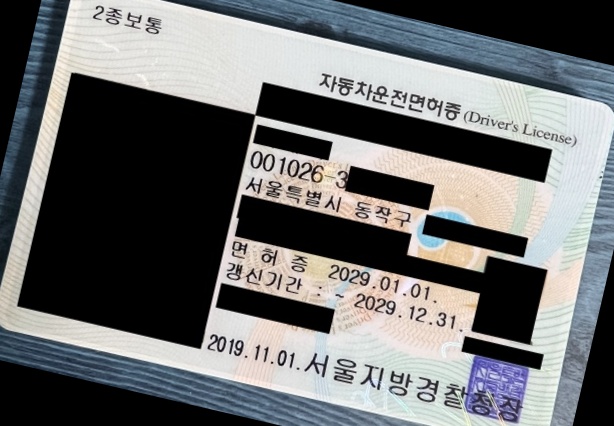 2종보통
자동차운전면허증 (Driver's License)
001026-3
서울특별시 동작구
면 허 증 2029.01.01.
갱신기간 : ~ 2029.12.31.
2019.11.01. 서울지방경찰청장